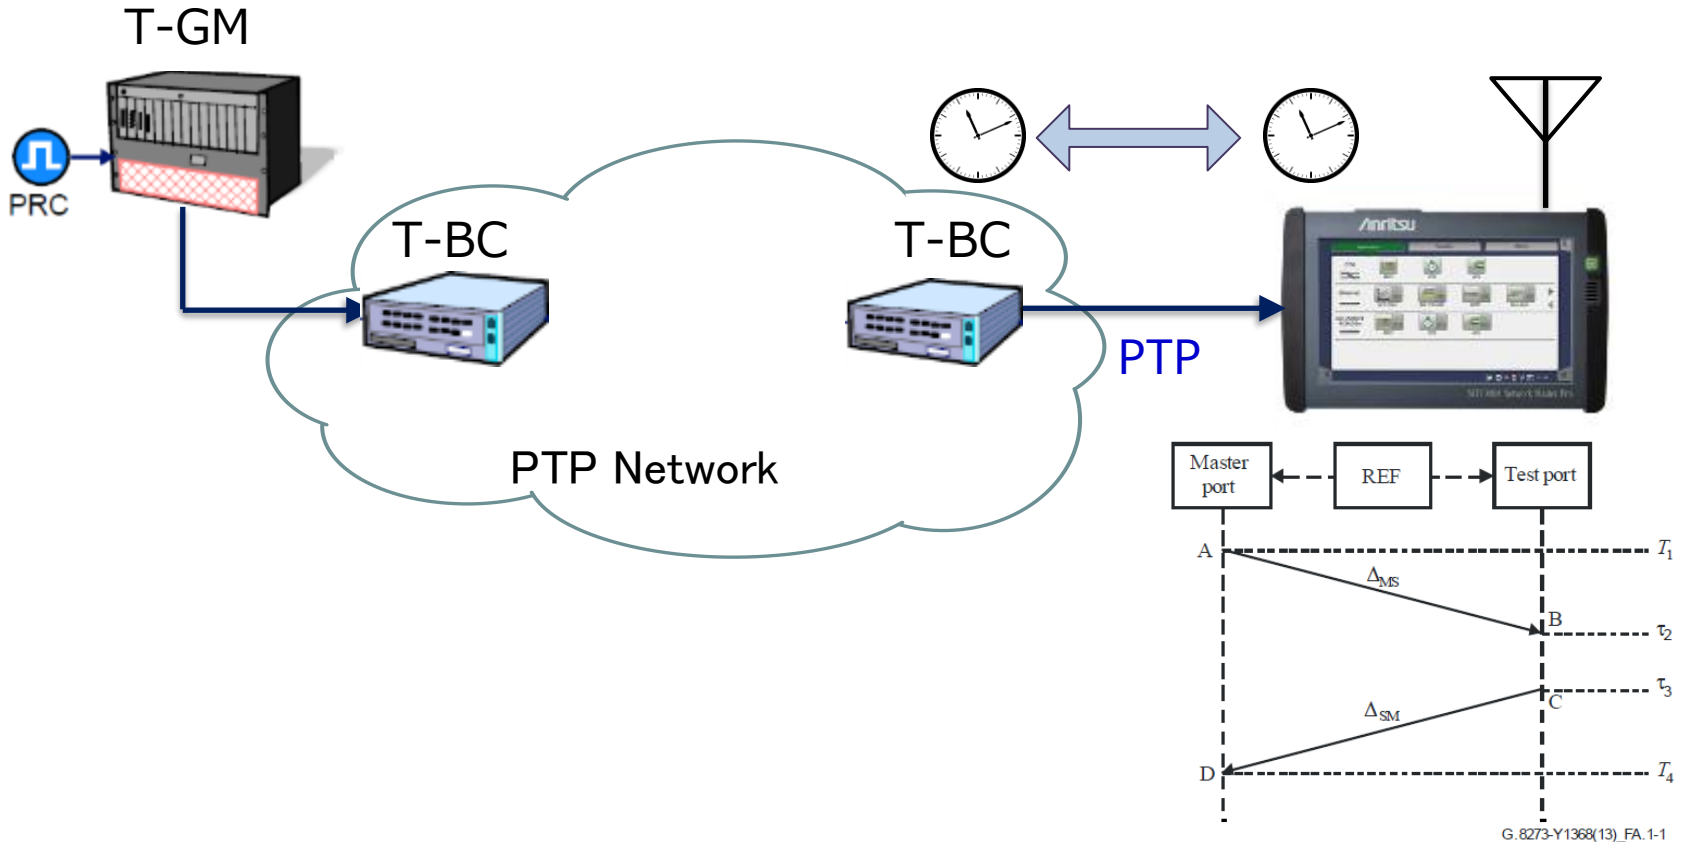 T-GM
PRC
T-BC
T-BC
PTP
PTP Network
Anritsu
Master
port
REF
Test port
A
T1
ΔMS
B
τ2
τ3
C
ΔSM
D
T4
G.8273-Y1368(13)_FA.1-1